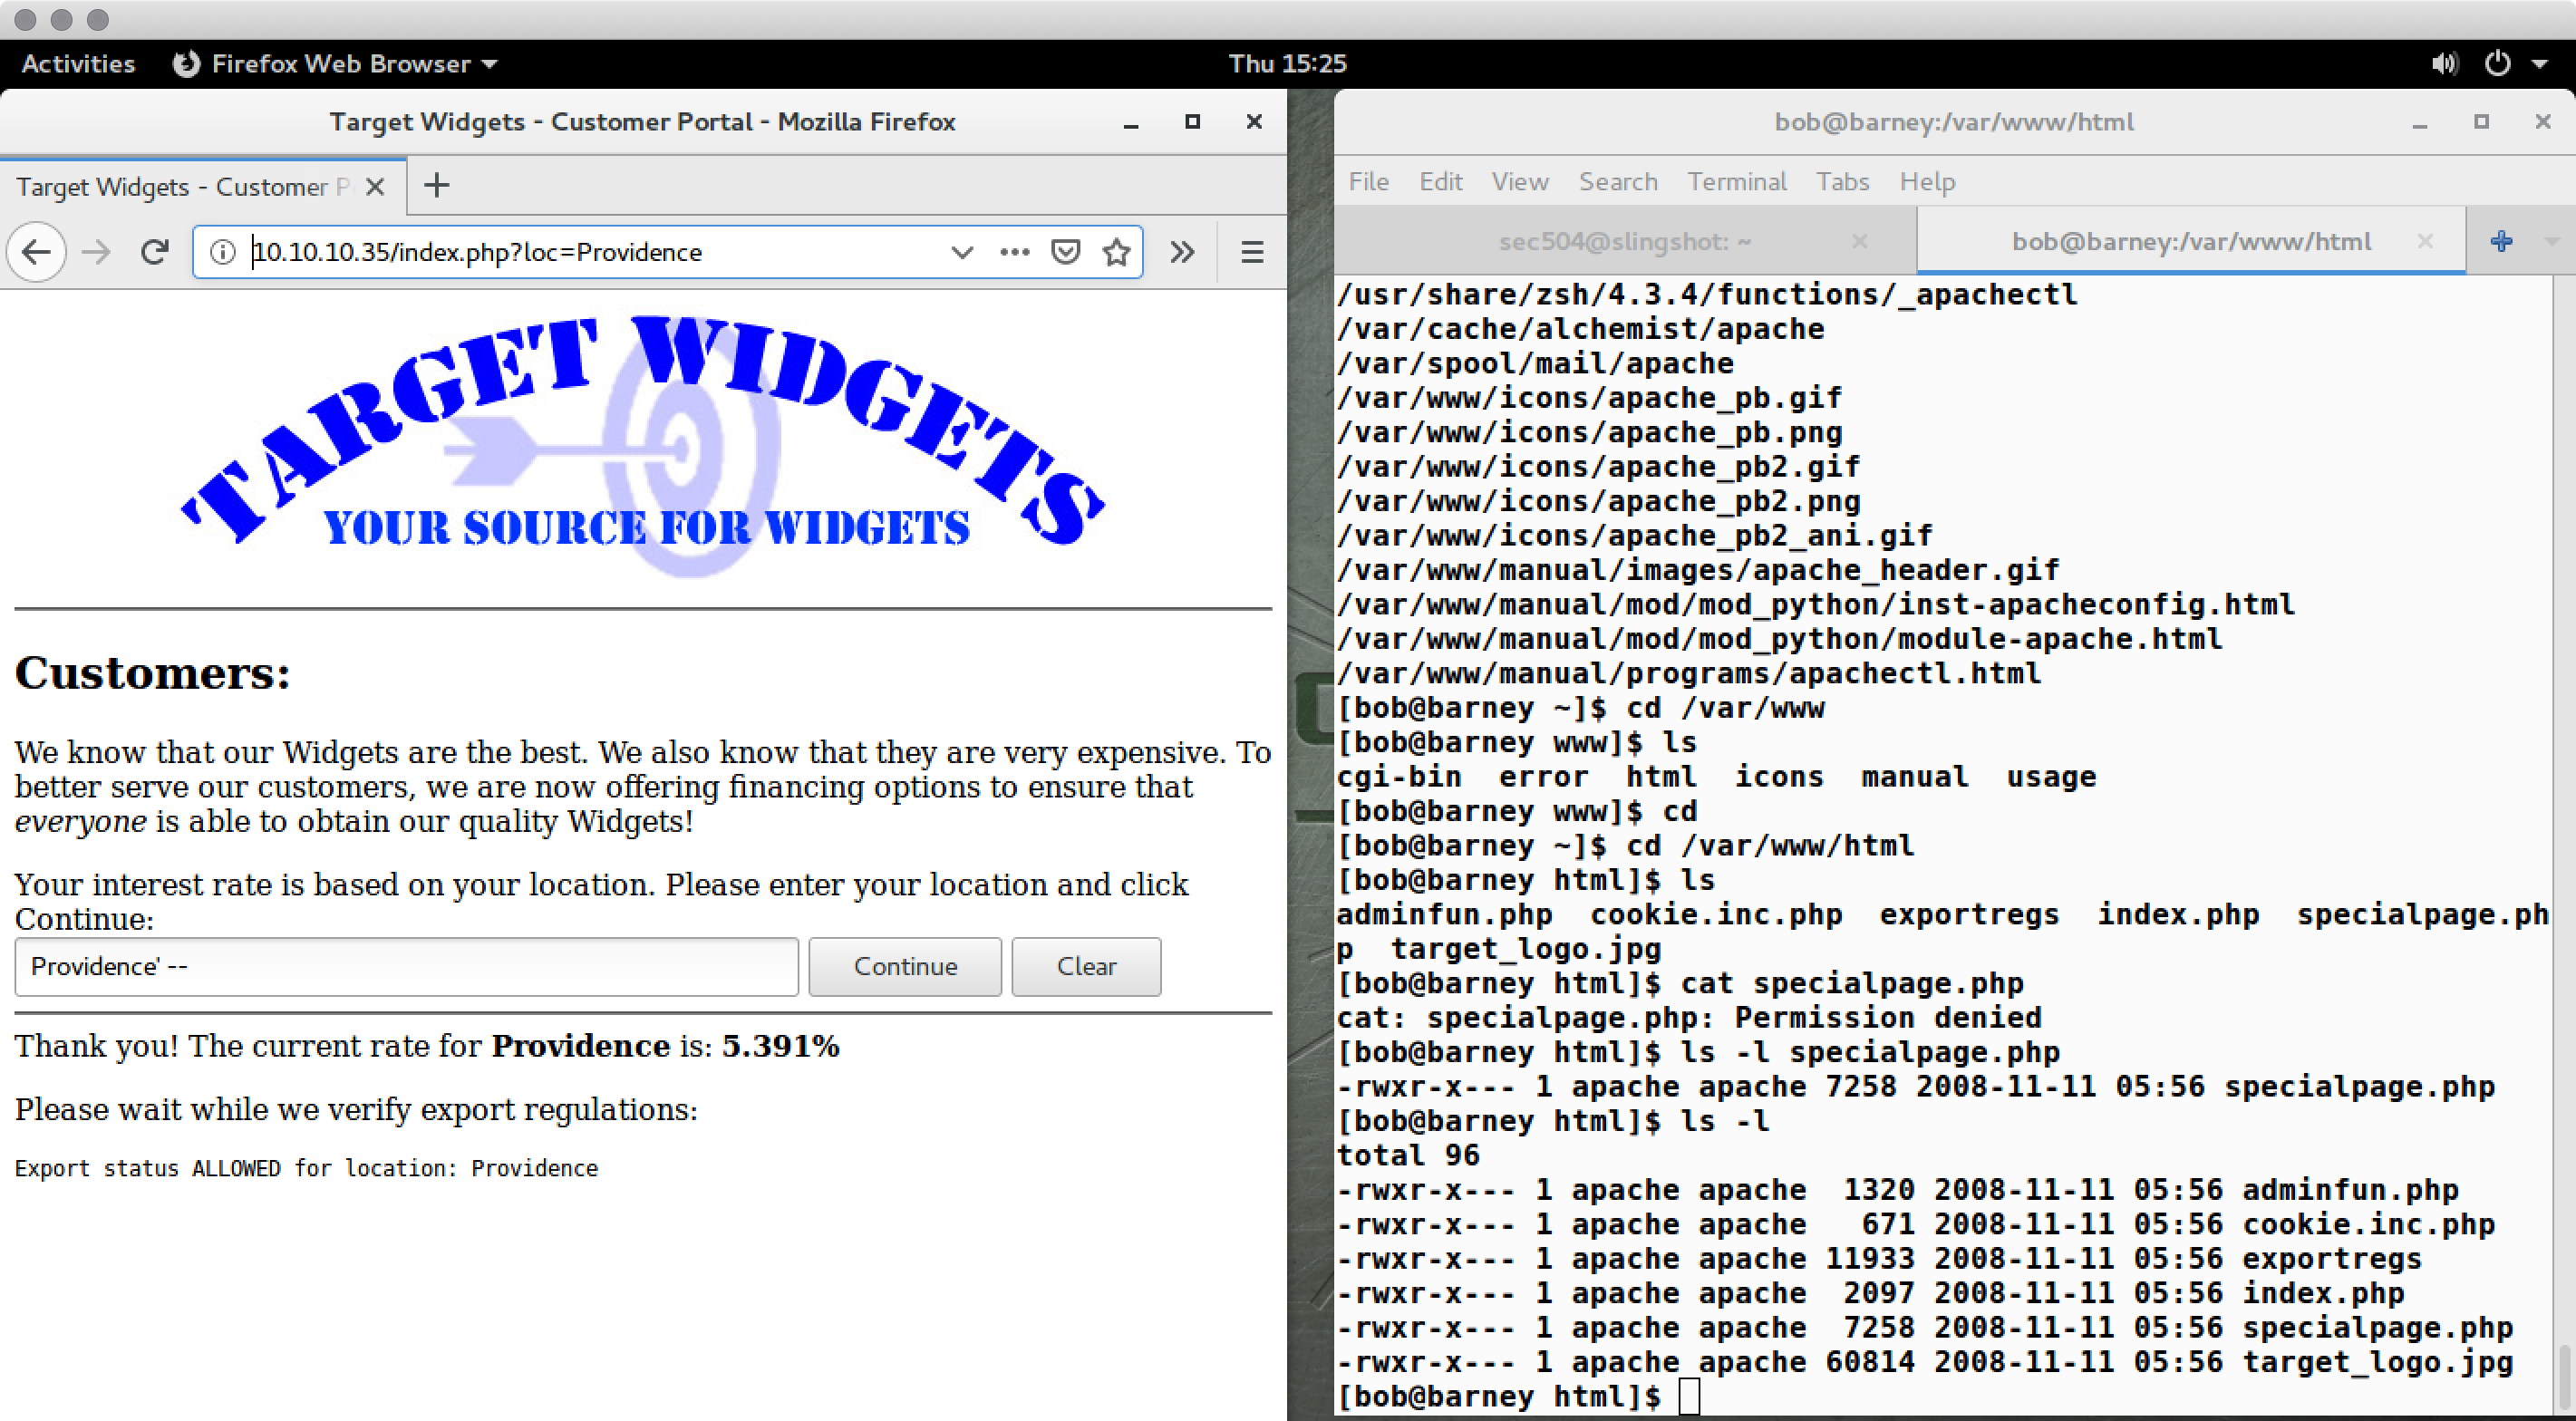 Activities Firefox Web Browser Thu 15:25
Target Widgets - Customer Portal - Mozilla Firefox
Target Widgets - Customer P
10.10.10.35/index.php?loc=Providence
TARGET WIDGETS
YOUR SOURCE FOR WIDGETS
Customers:
We know that our Widgets are the best. We also know that they are very expensive. To
better serve our customers, we are now offering financing options to ensure that
everyone is able to obtain our quality Widgets!
Your interest rate is based on your location. Please enter your location and click
Continue:
Providence' -- Continue Clear
Thank you! The current rate for Providence is: 5.391%
Please wait while we verify export regulations:
Export status ALLOWED for location: Providence
bob@barney:/var/www/html
File Edit View Search Terminal Tabs Help
sec504@slingshot: ~ bob@barney:/var/www/html
/usr/share/zsh/4.3.4/functions/_apachectl
/var/cache/alchemist/apache
/var/spool/mail/apache
/var/www/icons/apache_pb.gif
/var/www/icons/apache_pb.png
/var/www/icons/apache_pb2.gif
/var/www/icons/apache_pb2.png
/var/www/icons/apache_pb2_ani.gif
/var/www/manual/images/apache_header.gif
/var/www/manual/mod/mod_python/inst-apacheconfig.html
/var/www/manual/mod/mod_python/module-apache.html
/var/www/manual/programs/apachectl.html
[bob@barney ~]$ cd /var/www
[bob@barney www]$ ls
cgi-bin error html icons manual usage
[bob@barney www]$ cd
[bob@barney ~]$ cd /var/www/html
[bob@barney html]$ ls
adminfun.php cookie.inc.php exportregs index.php specialpage.ph
p target_logo.jpg
[bob@barney html]$ cat specialpage.php
cat: specialpage.php: Permission denied
[bob@barney html]$ ls -l specialpage.php
-rwxr-x--- 1 apache apache 7258 2008-11-11 05:56 specialpage.php
[bob@barney html]$ ls -l
total 96
-rwxr-x--- 1 apache apache 1320 2008-11-11 05:56 adminfun.php
-rwxr-x--- 1 apache apache 671 2008-11-11 05:56 cookie.inc.php
-rwxr-x--- 1 apache apache 11933 2008-11-11 05:56 exportregs
-rwxr-x--- 1 apache apache 2097 2008-11-11 05:56 index.php
-rwxr-x--- 1 apache apache 7258 2008-11-11 05:56 specialpage.php
-rwxr-x--- 1 apache apache 60814 2008-11-11 05:56 target_logo.jpg
[bob@barney html]$